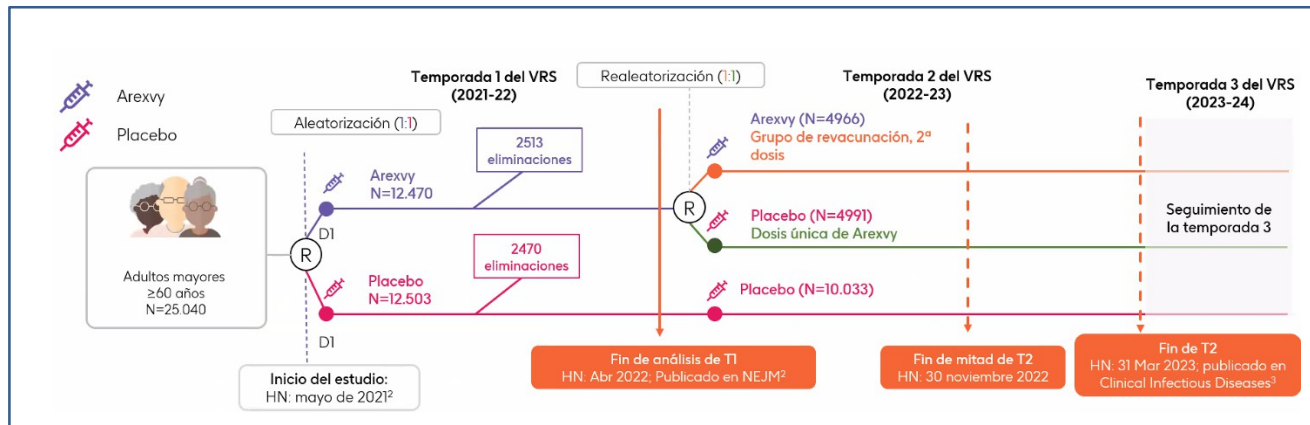 Arexvy
Placebo
Aleatorización (1:1)
Temporada 1 del VRS
(2021-22)
Realeatorización (1:1)
Temporada 2 del VRS
(2022-23)
Temporada 3 del VRS
(2023-24)
Adultos mayores
≥60 años
N=25.040
R
D1
D1
Arexvy
N=12.470
2513
eliminaciones
Placebo
N=12.503
2470
eliminaciones
R
Arexvy (N=4966)
Grupo de revacunación, 2ª
dosis
Placebo (N=4991)
Dosis única de Arexvy
Placebo (N=10.033)
Seguimiento de
la temporada 3
Inicio del estudio:
HN: mayo de 2021²
Fin de análisis de T1
HN: Abr 2022; Publicado en NEJM²
Fin de mitad de T2
HN: 30 noviembre 2022
Fin de T2
HN: 31 Mar 2023; publicado en
Clinical Infectious Diseases³